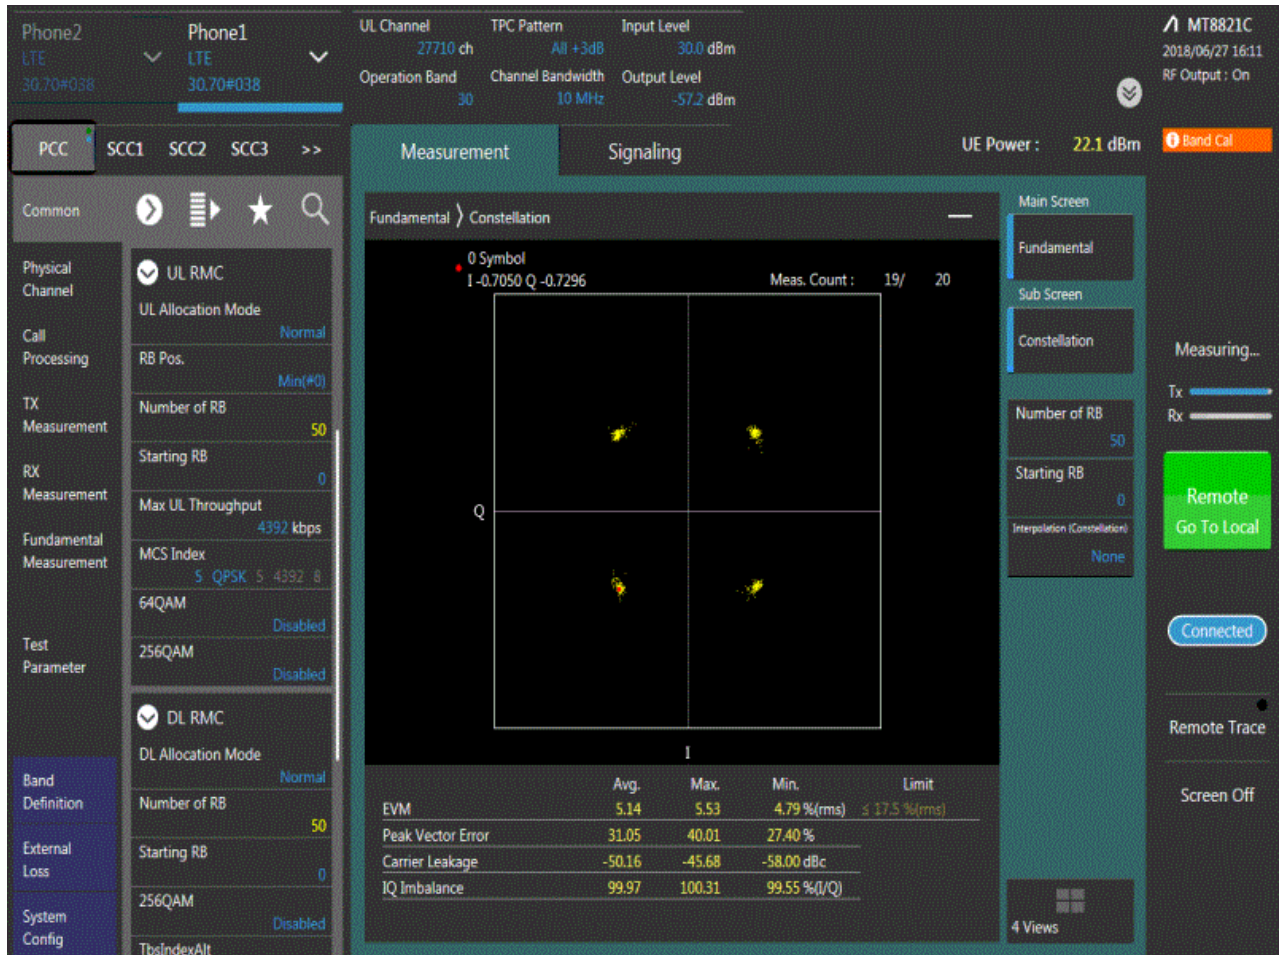 Phone2
LTE
30.70#038
Phone1
LTE
30.70#038
UL Channel
27710 ch
TPC Pattern
All +3dB
Input Level
30.0 dBm
Operation Band
30
Channel Bandwidth
10 MHz
Output Level
-57.2 dBm
MT8821C
2018/06/27 16:11
RF Output : On
PCC SCC1 SCC2 SCC3 >>
Measurement
Signaling
UE Power : 22.1 dBm
Band Cal
Common
Physical
Channel
Call
Processing
TX
Measurement
RX
Measurement
Fundamental
Measurement
Test
Parameter
Band
Definition
External
Loss
System
Config
UL RMC
UL Allocation Mode
Normal
RB Pos.
Min(#0)
Number of RB
50
Starting RB
0
Max UL Throughput
4392 kbps
MCS Index
5 QPSK 5 4392 8
64QAM
Disabled
256QAM
Disabled
DL RMC
DL Allocation Mode
Normal
Number of RB
50
Starting RB
0
256QAM
Disabled
TbsIndexAlt
Fundamental ⟩ Constellation
0 Symbol
I -0.7050 Q -0.7296
Meas. Count : 19/ 20
Q
I
Avg. Max. Min. Limit
EVM 5.14 5.53 4.79 %(rms) ≤ 17.5 %(rms)
Peak Vector Error 31.05 40.01 27.40 %
Carrier Leakage -50.16 -45.68 -58.00 dBc
IQ Imbalance 99.97 100.31 99.55 %(I/Q)
Main Screen
Fundamental
Sub Screen
Constellation
Number of RB
50
Starting RB
0
Interpolation (Constellation)
None
4 Views
Measuring...
Tx
Rx
Remote
Go To Local
Connected
Remote Trace
Screen Off